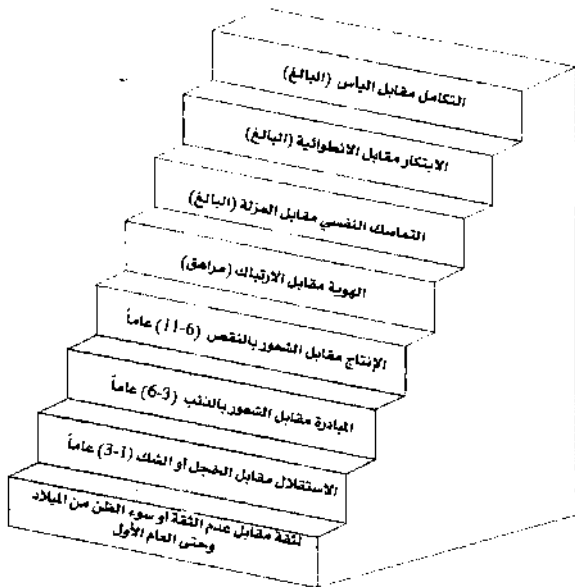 التكامل مقابل اليأس (البالغ)
الابتكار مقابل الانطوائية (البالغ)
التماسك النفسي مقابل العزلة (البالغ)
الهوية مقابل الارتباك (مراهق)
الإنتاج مقابل الشعور بالنقص (6-11) عاماً
المبادرة مقابل الشعور بالذنب (3-6) عاماً
الاستقلال مقابل الخجل أو الشك (1-3) عاماً
لثقة مقابل عدم الثقة أو سوء الظن من الميلاد
وحتى العام الأول